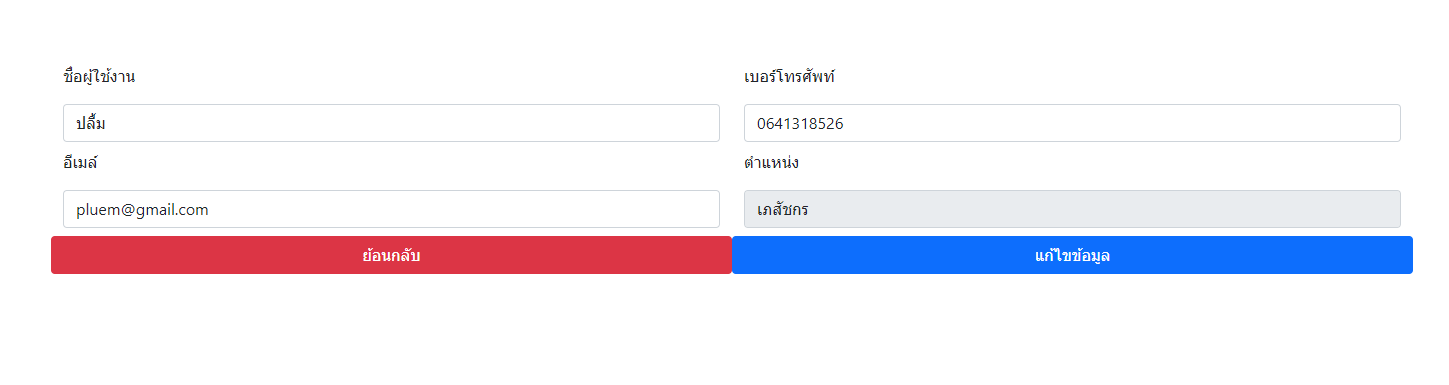 ชื่อผู้ใช้งาน เบอร์โทรศัพท์
ปลื้ม 0641318526
อีเมล์ ตำแหน่ง
pluem@gmail.com เภสัชกร
ย้อนกลับ แก้ไขข้อมูล